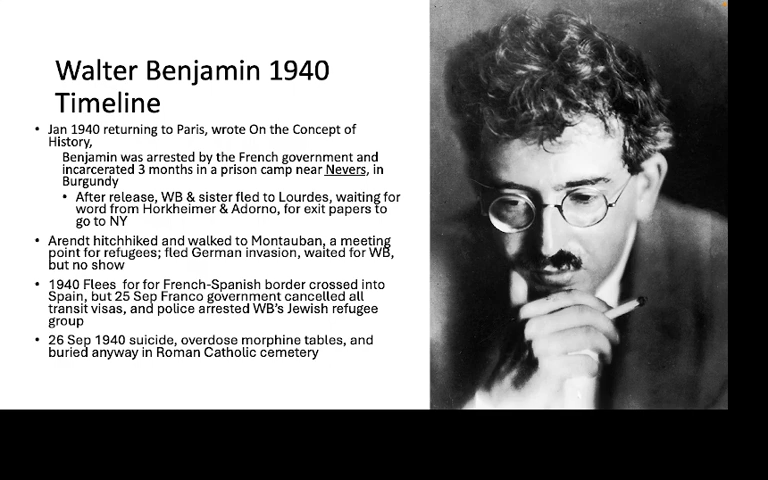 Walter Benjamin 1940
Timeline
• Jan 1940 returning to Paris, wrote On the Concept of
History,
Benjamin was arrested by the French government and
incarcerated 3 months in a prison camp near Nevers, in
Burgundy
• After release, WB & sister fled to Lourdes, waiting for
word from Horkheimer & Adorno, for exit papers to
go to NY
• Arendt hitchhiked and walked to Montauban, a meeting
point for refugees; fled German invasion, waited for WB,
but no show
• 1940 Flees for for French-Spanish border crossed into
Spain, but 25 Sep Franco government cancelled all
transit visas, and police arrested WB's Jewish refugee
group
• 26 Sep 1940 suicide, overdose morphine tables, and
buried anyway in Roman Catholic cemetery